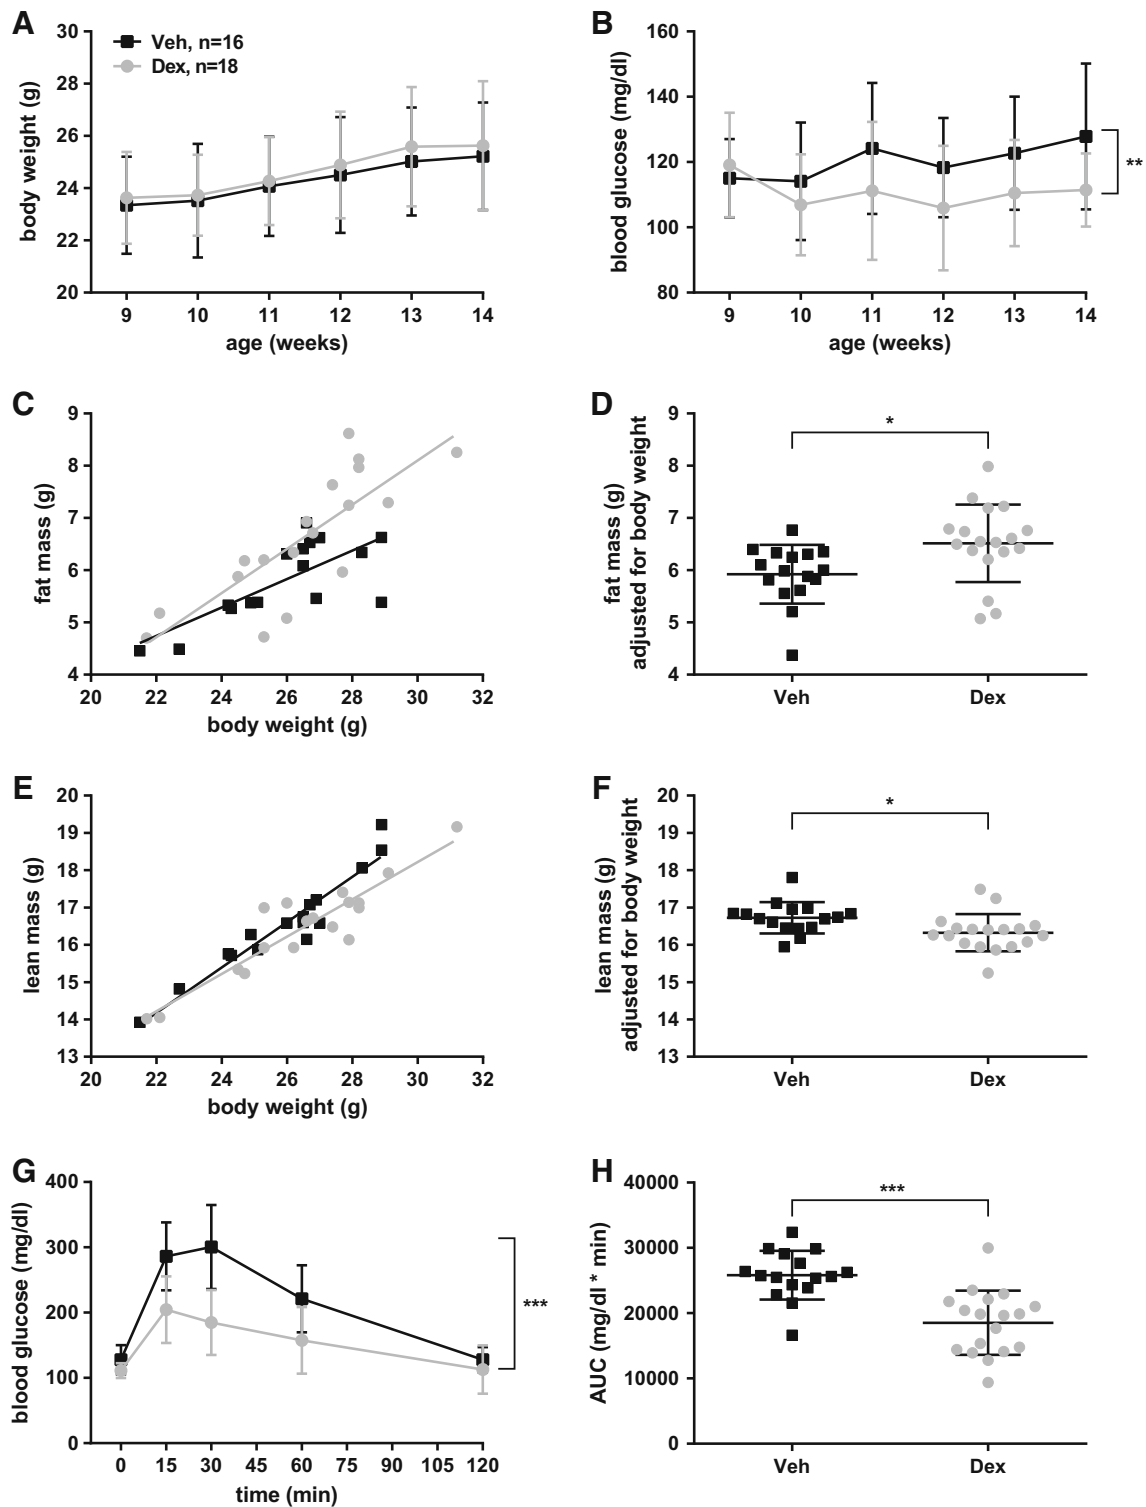 A
30
28
26
24
22
20
body weight (g)
Veh, n=16
Dex, n=18
9
10
11
12
13
14
age (weeks)
B
160
140
120
100
80
blood glucose (mg/dl)
**
9
10
11
12
13
14
age (weeks)
C
9
8
7
6
5
4
fat mass (g)
20
22
24
26
28
30
32
body weight (g)
D
9
8
7
6
5
4
fat mass (g)
adjusted for body weight
*
Veh
Dex
E
20
19
18
17
16
15
14
13
lean mass (g)
20
22
24
26
28
30
32
body weight (g)
F
20
19
18
17
16
15
14
13
lean mass (g)
adjusted for body weight
*
Veh
Dex
G
400
300
200
100
0
blood glucose (mg/dl)
***
0
15
30
45
60
75
90
105
120
time (min)
H
40000
30000
20000
10000
0
AUC (mg/dl * min)
***
Veh
Dex